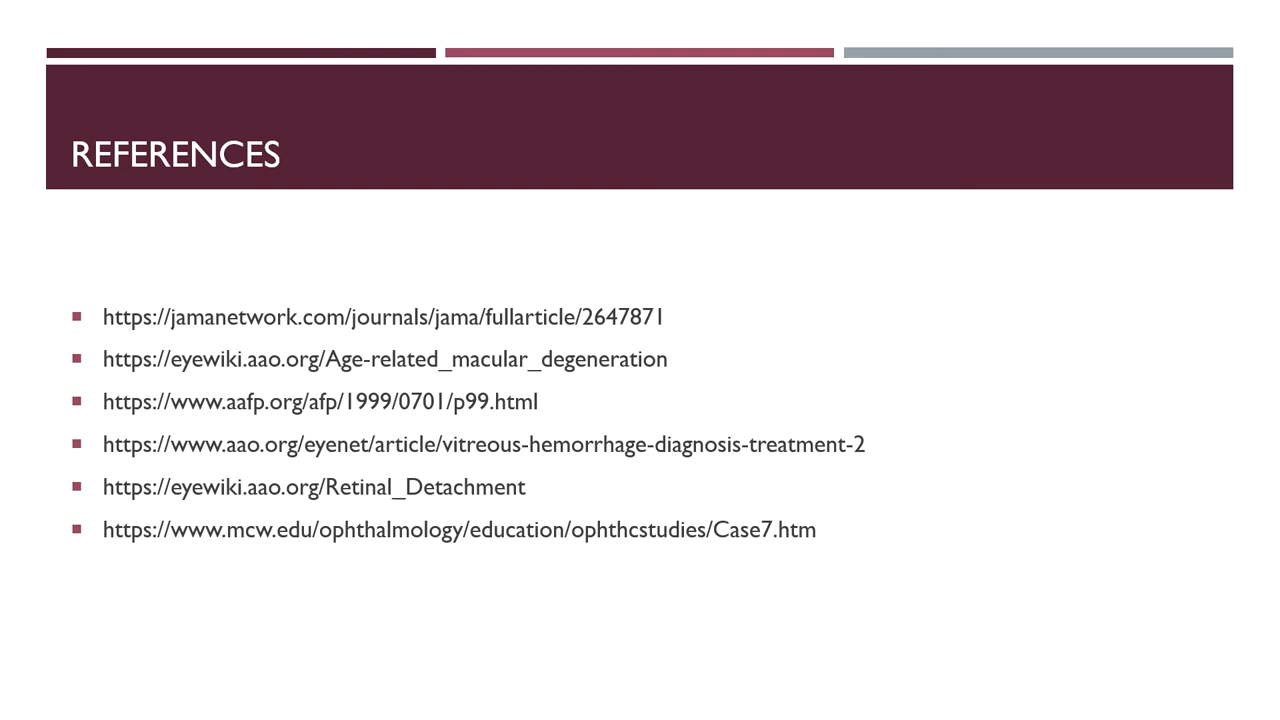 REFERENCES
https://jamanetwork.com/journals/jama/fullarticle/2647871
https://eyewiki.aao.org/Age-related_macular_degeneration
https://www.aafp.org/afp/1999/0701/p99.html
https://www.aao.org/eyenet/article/vitreous-hemorrhage-diagnosis-treatment-2
https://eyewiki.aao.org/Retinal_Detachment
https://www.mcw.edu/ophthalmology/education/ophthcstudies/Case7.htm